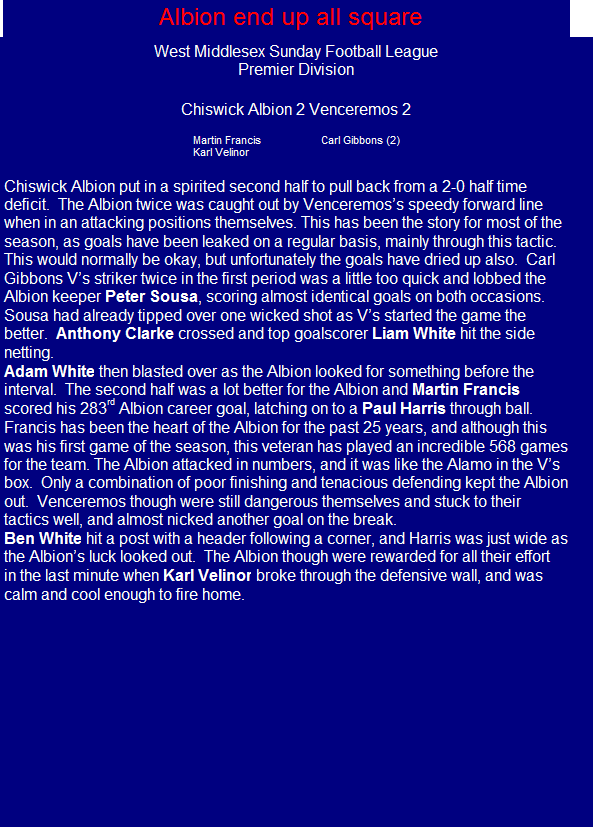 Albion end up all square
West Middlesex Sunday Football League
Premier Division
Chiswick Albion 2 Venceremos 2
Martin Francis Carl Gibbons (2)
Karl Velinor
Chiswick Albion put in a spirited second half to pull back from a 2-0 half time
deficit.  The Albion twice was caught out by Venceremos’s speedy forward line
when in an attacking positions themselves. This has been the story for most of the
season, as goals have been leaked on a regular basis, mainly through this tactic.
This would normally be okay, but unfortunately the goals have dried up also.  Carl
Gibbons V’s striker twice in the first period was a little too quick and lobbed the
Albion keeper Peter Sousa, scoring almost identical goals on both occasions.
Sousa had already tipped over one wicked shot as V’s started the game the
better.  Anthony Clarke crossed and top goalscorer Liam White hit the side
netting.
Adam White then blasted over as the Albion looked for something before the
interval.  The second half was a lot better for the Albion and Martin Francis
scored his 283rd Albion career goal, latching on to a Paul Harris through ball.
Francis has been the heart of the Albion for the past 25 years, and although this
was his first game of the season, this veteran has played an incredible 568 games
for the team. The Albion attacked in numbers, and it was like the Alamo in the V’s
box.  Only a combination of poor finishing and tenacious defending kept the Albion
out.  Venceremos though were still dangerous themselves and stuck to their
tactics well, and almost nicked another goal on the break.
Ben White hit a post with a header following a corner, and Harris was just wide as
the Albion’s luck looked out.  The Albion though were rewarded for all their effort
in the last minute when Karl Velinor broke through the defensive wall, and was
calm and cool enough to fire home.